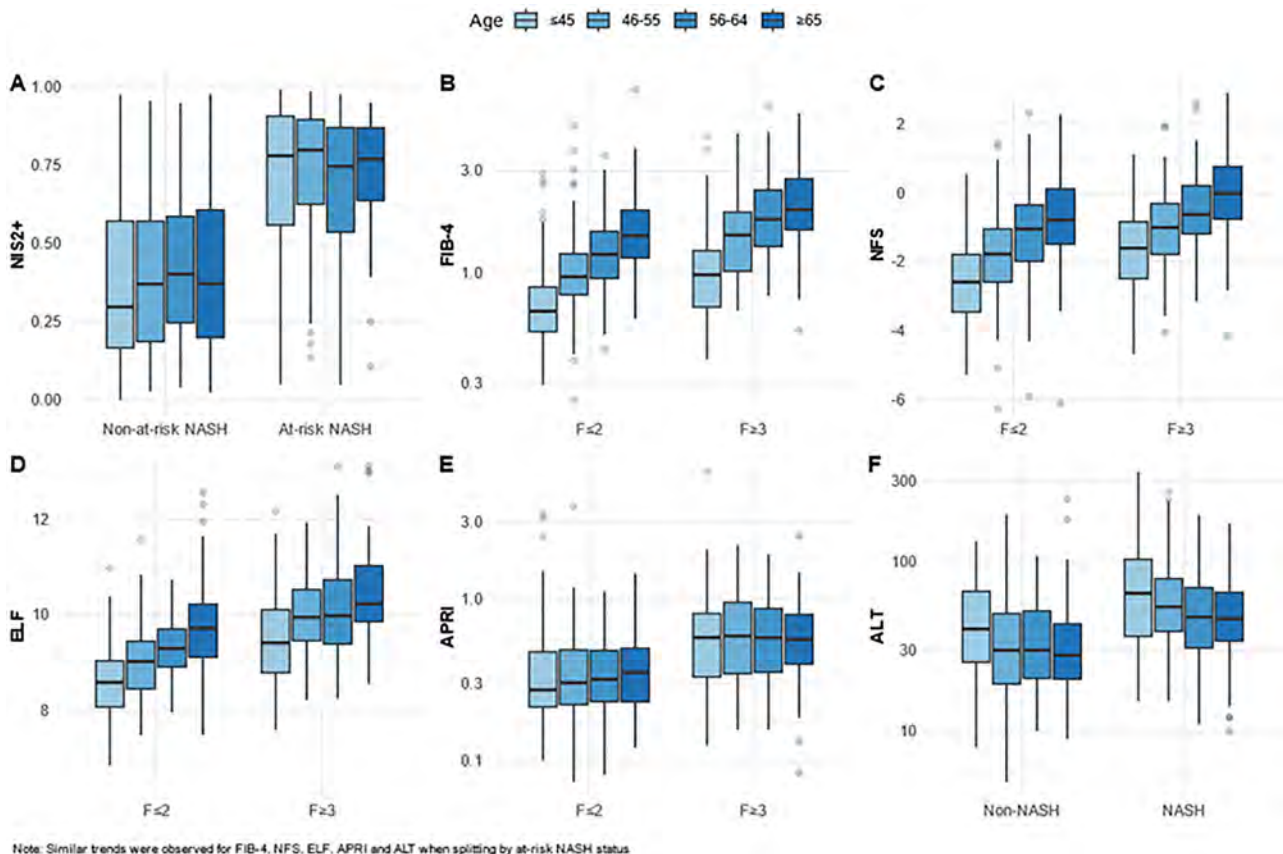 Age ≤45 46-55 56-64 ≥65
A
NIS2+
1.00
0.75
0.50
0.25
0.00
Non-at-risk NASH At-risk NASH
B
FIB-4
3.0
1.0
0.3
F≤2 F≥3
C
NFS
2
0
-2
-4
-6
F≤2 F≥3
D
ELF
12
10
8
F≤2 F≥3
E
APRI
3.0
1.0
0.3
0.1
F≤2 F≥3
F
ALT
300
100
30
10
Non-NASH NASH
Note: Similar trends were observed for FIB-4, NFS, ELF, APRI and ALT when splitting by at-risk NASH status